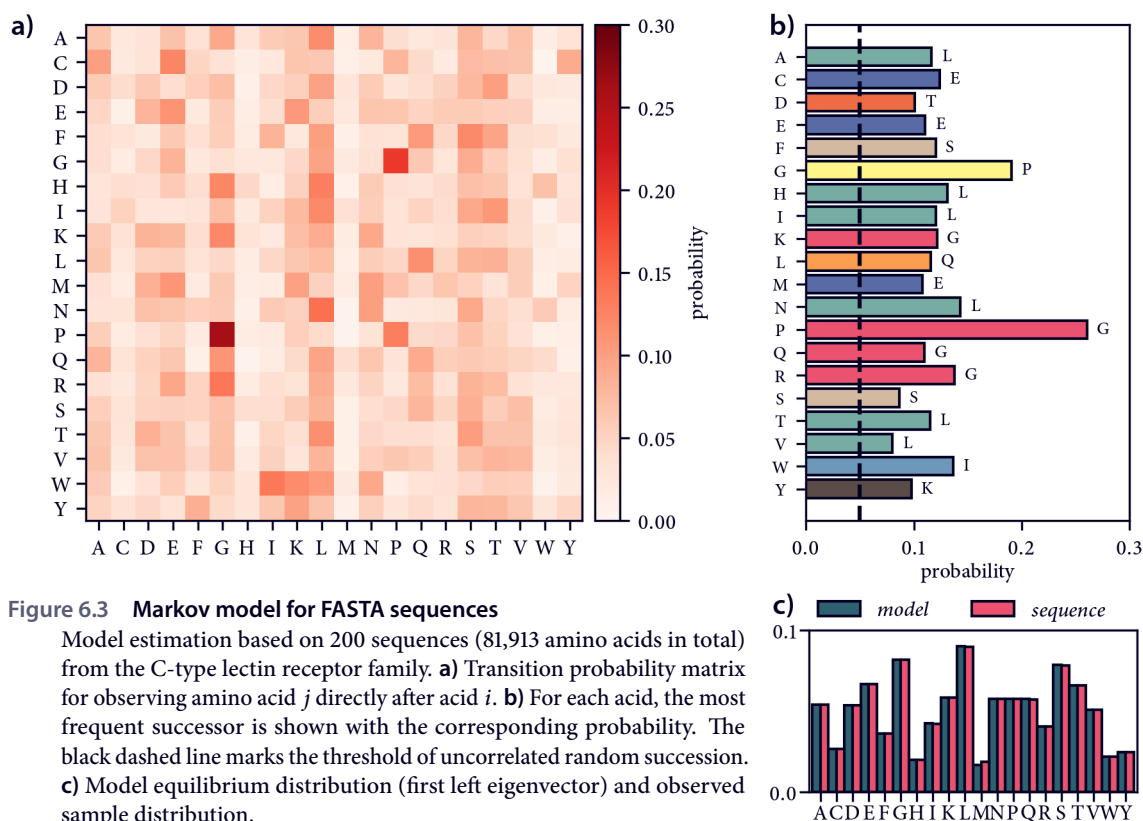 a)
A
C
D
E
F
G
H
I
K
L
M
N
P
Q
R
S
T
V
W
Y
A C D E F G H I K L M N P Q R S T V W Y
0.30
0.25
0.20
0.15
0.10
0.05
0.00
probability
b)
A L
C E
D T
E E
F S
G P
H L
I L
K G
L Q
M E
N L
P G
Q G
R G
S S
T L
V L
W I
Y K
0.0 0.1 0.2 0.3
probability
Figure 6.3 Markov model for FASTA sequences
Model estimation based on 200 sequences (81,913 amino acids in total)
from the C-type lectin receptor family. a) Transition probability matrix
for observing amino acid j directly after acid i. b) For each acid, the most
frequent successor is shown with the corresponding probability. The
black dashed line marks the threshold of uncorrelated random succession.
c) Model equilibrium distribution (first left eigenvector) and observed
sample distribution.
c) model sequence
0.1
0.0
A C D E F G H I K L M N P Q R S T V W Y